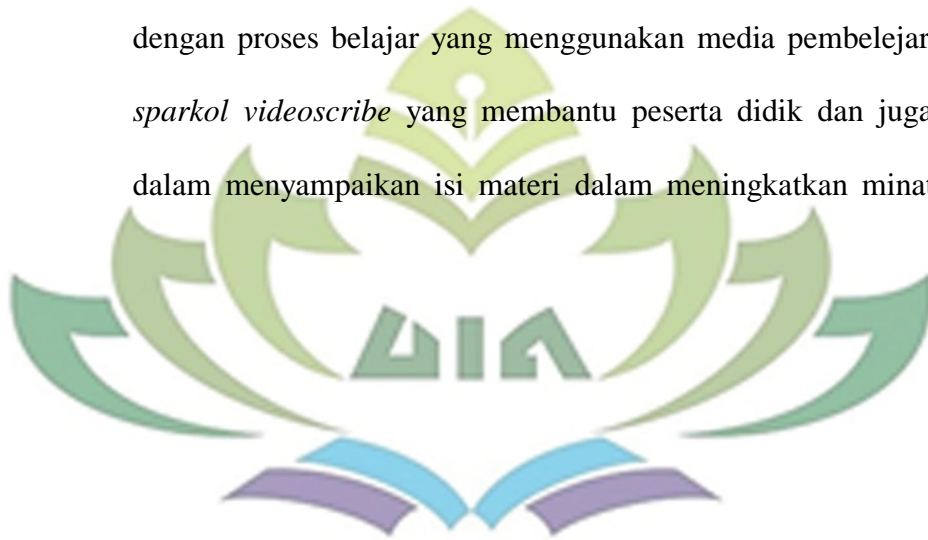 dengan proses belajar yang menggunakan media pembelejar
sparkol videoscribe yang membantu peserta didik dan juga
dalam menyampaikan isi materi dalam meningkatkan minat
UIN